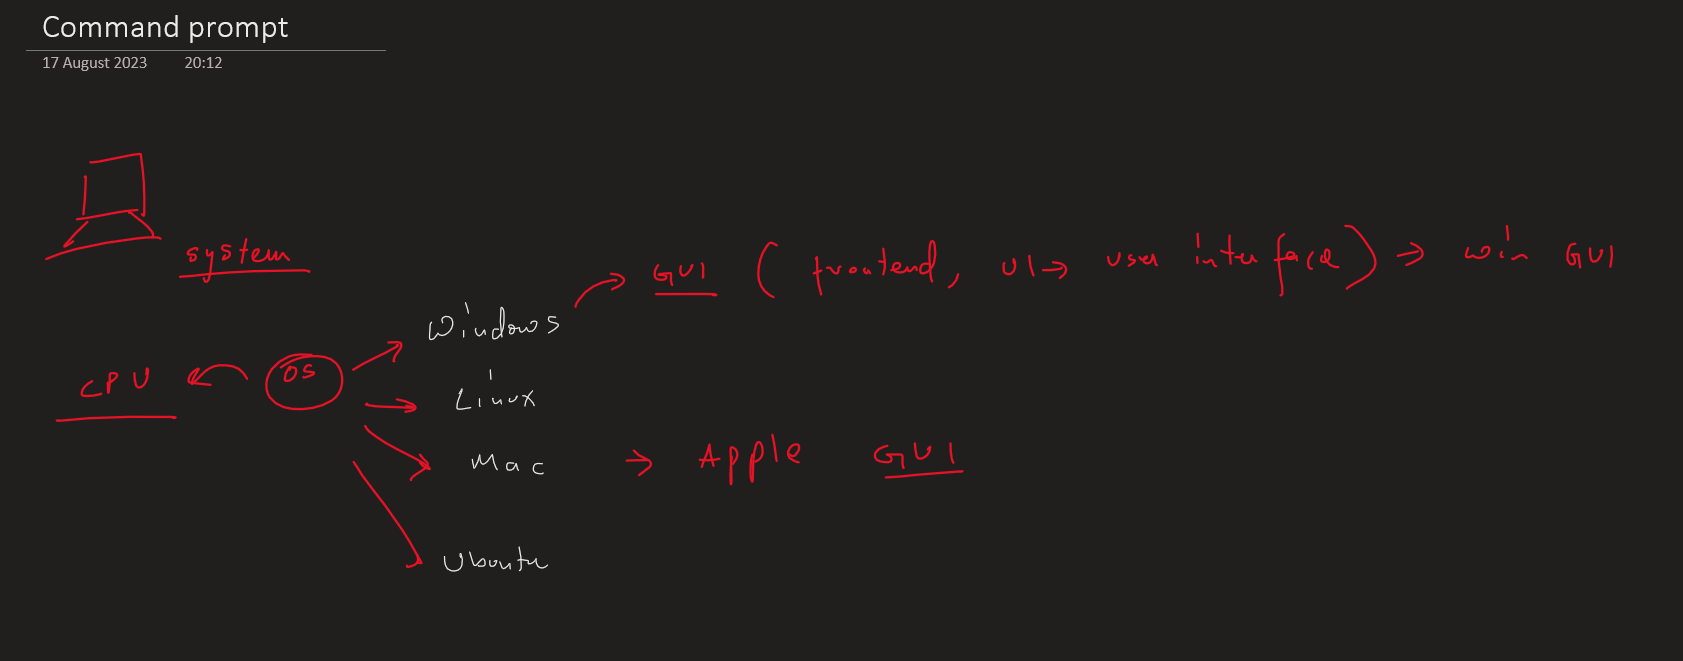 Command prompt
17 August 2023 20:12
system
GUI (frontend, UI→ user interface) → win GUI
Windows
CPU
OS
Linux
Mac → Apple GUI
Ubuntu